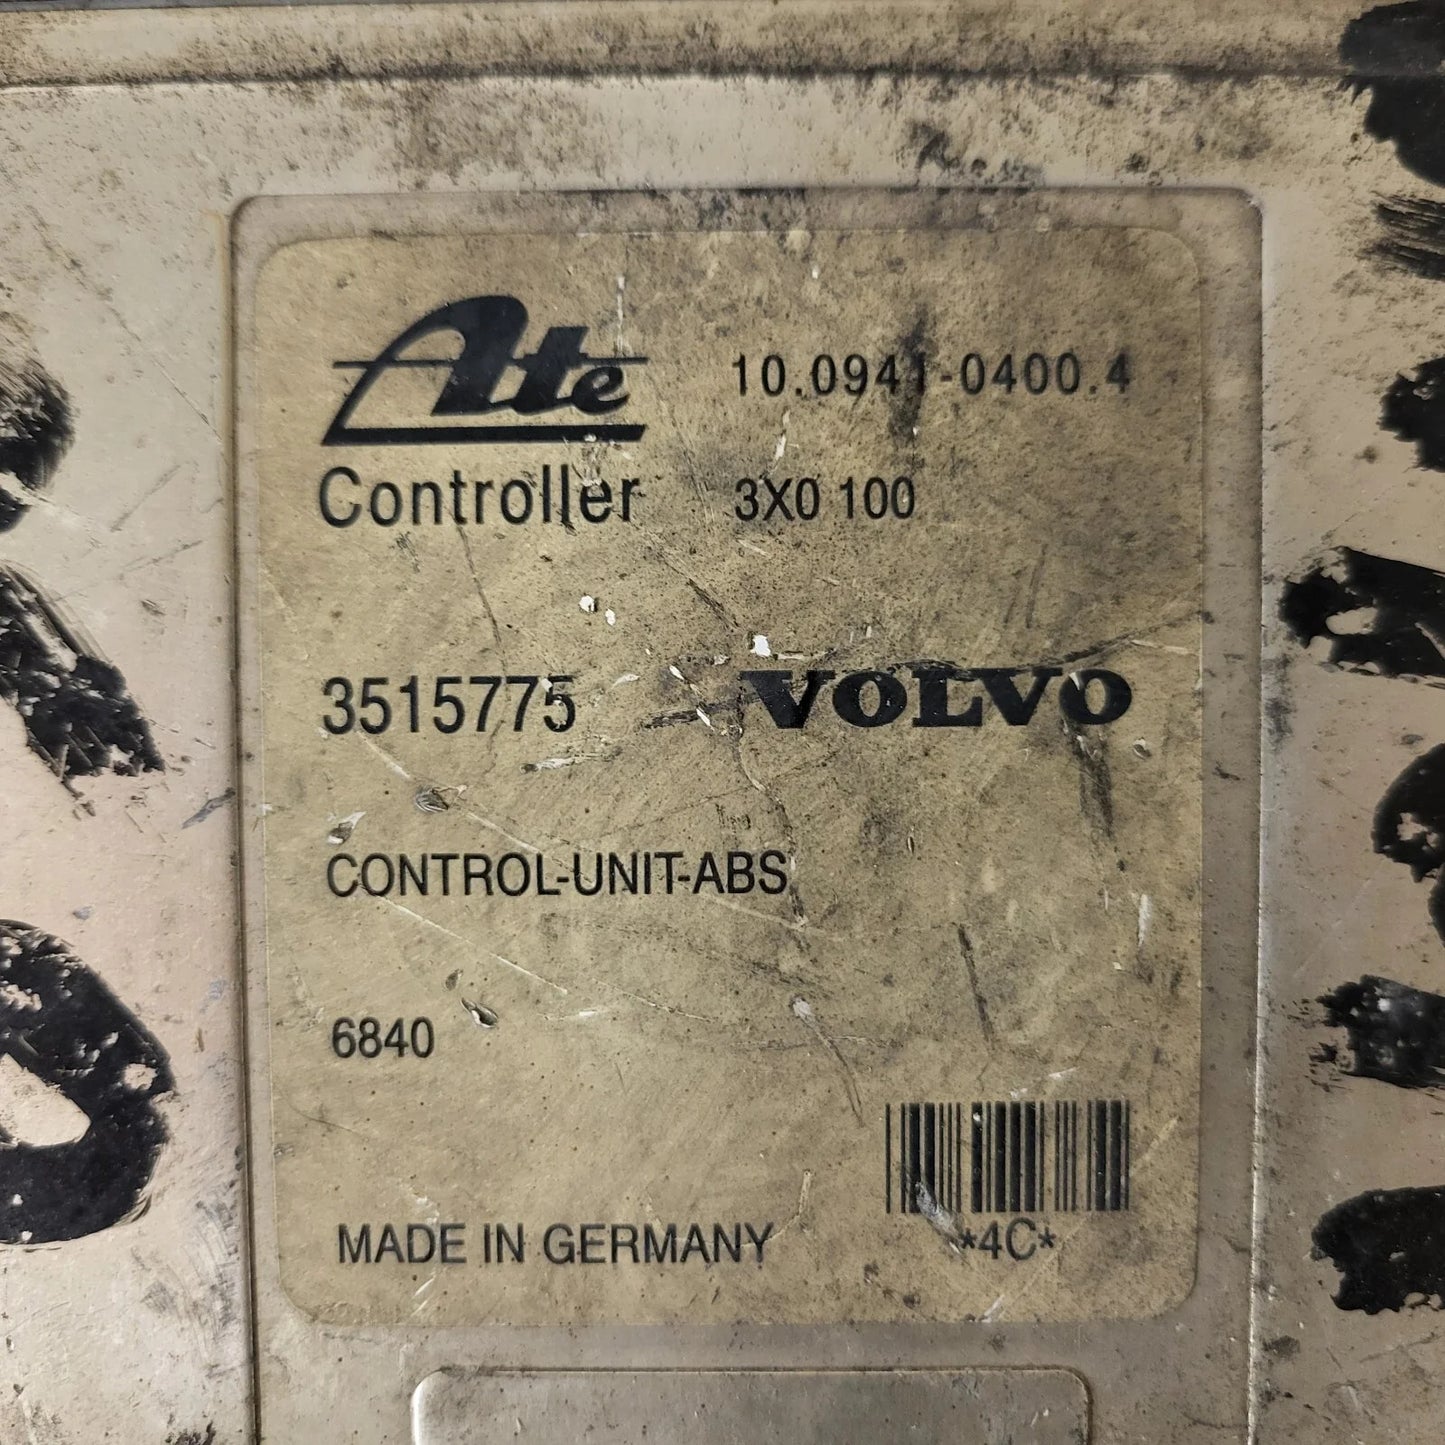 Ate 10.0941-0400.4
Controller 3X0 100
3515775 VOLVO
CONTROL-UNIT-ABS
6840
MADE IN GERMANY *4C*